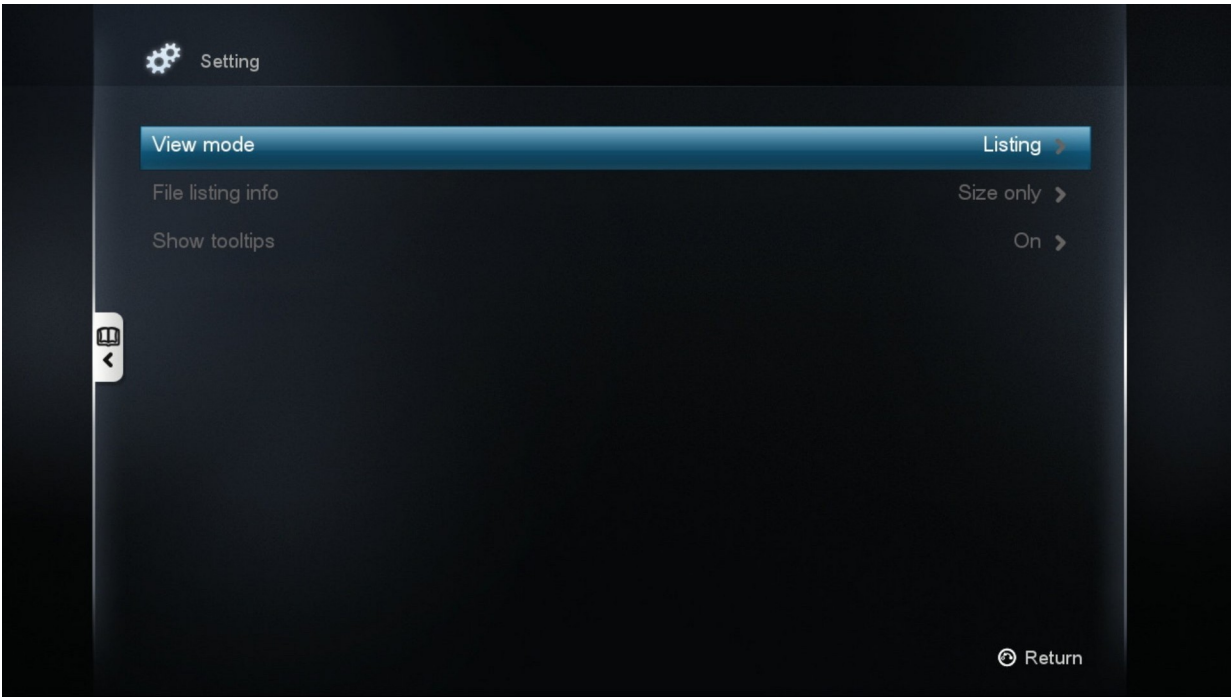 Setting
View mode Listing
File listing info Size only
Show tooltips On
Return